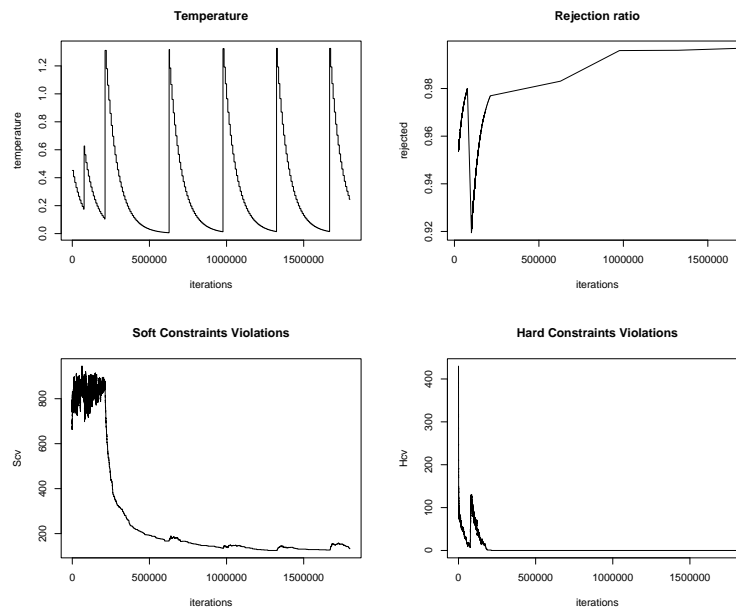 Temperature
temperature
0.0 0.2 0.4 0.6 0.8 1.0 1.2
0 500000 1000000 1500000
iterations
Rejection ratio
rejected
0.92 0.94 0.96 0.98
0 500000 1000000 1500000
iterations
Soft Constraints Violations
Scv
200 400 600 800
0 500000 1000000 1500000
iterations
Hard Constraints Violations
Hcv
0 100 200 300 400
0 500000 1000000 1500000
iterations